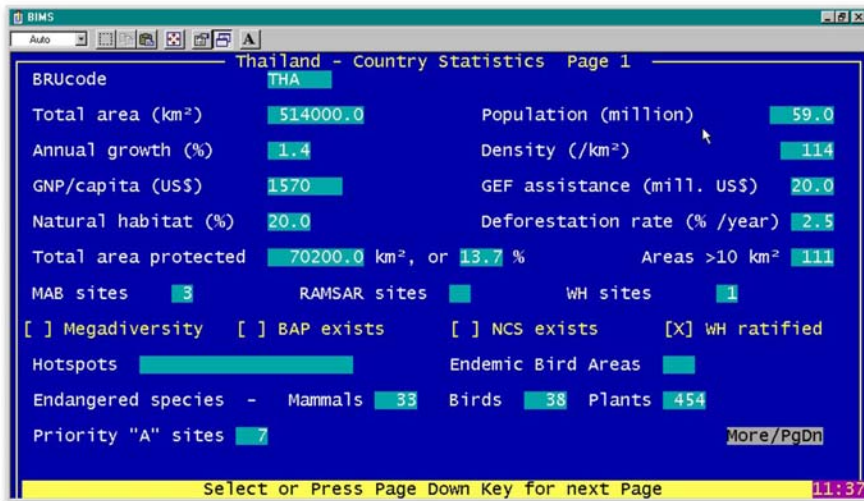 BIMS
Auto
A
Thailand - Country Statistics Page 1
BRUcode THA
Total area (km²) 514000.0 Population (million) 59.0
Annual growth (%) 1.4 Density (/km²) 114
GNP/capita (US$) 1570 GEF assistance (mill. US$) 20.0
Natural habitat (%) 20.0 Deforestation rate (% /year) 2.5
Total area protected 70200.0 km², or 13.7 % Areas >10 km² 111
MAB sites 3 RAMSAR sites WH sites 1
[ ] Megadiversity [ ] BAP exists [ ] NCS exists [X] WH ratified
Hotspots Endemic Bird Areas
Endangered species - Mammals 33 Birds 38 Plants 454
Priority "A" sites 7 More/PgDn
Select or Press Page Down Key for next Page 11:37